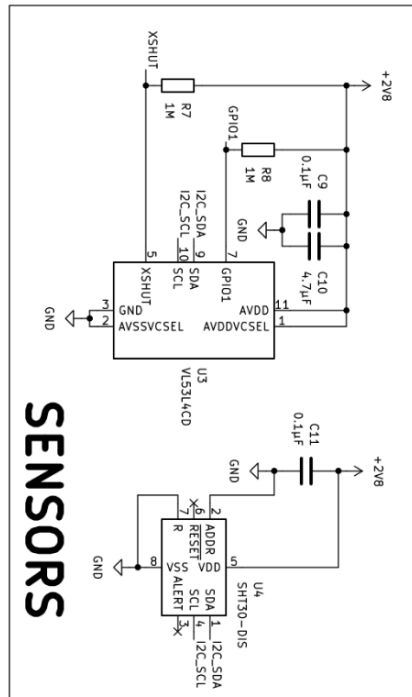 XSHUT
+2V8
R7
1M
GPIO1
R8
1M
C9
0.1µF
GND
C10
4.7µF
I2C_SCL
I2C_SDA
5
10
9
7
XSHUT
SCL
SDA
GPIO1
GND
3
GND
AVDD
11
2
AVSSVCSEL
AVDDVCSEL
1
U3
VL53L4CD
SENSORS
C11
0.1µF
GND
+2V8
7
6
2
R
RESET
ADDR
GND
8
VSS
VDD
5
U4
SHT30-DIS
ALERT
SCL
SDA
3
4
1
I2C_SCL
I2C_SDA